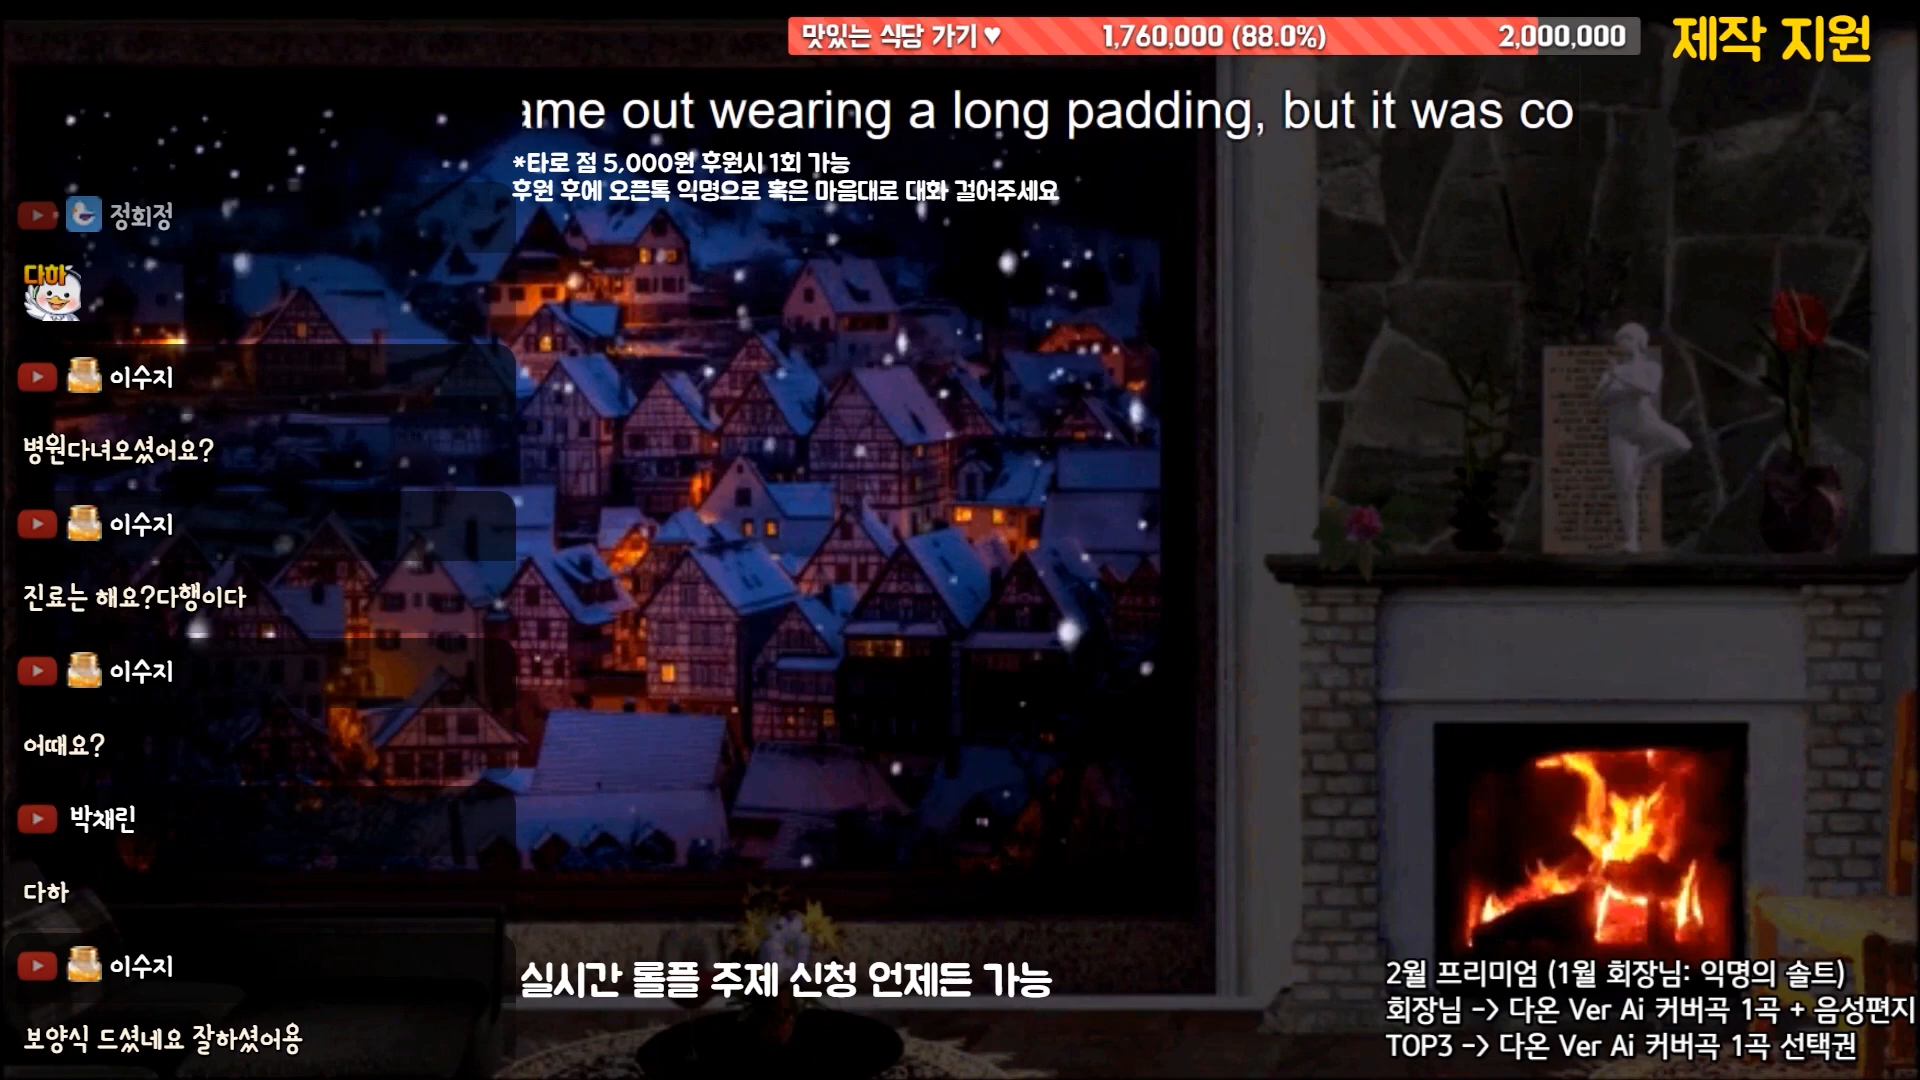 맛있는 식당 가기 ♥ 1,760,000 (88.0%) 2,000,000
제작 지원
ame out wearing a long padding, but it was co
*타로 점 5,000원 후원시 1회 가능
후원 후에 오픈톡 익명으로 혹은 마음대로 대화 걸어주세요
정회정
다하
이수지
병원다녀오셨어요?
이수지
진료는 해요?다행이다
이수지
어때요?
박채린
다하
이수지
보양식 드셨네요 잘하셨어용
실시간 롤플 주제 신청 언제든 가능
2월 프리미엄 (1월 회장님: 익명의 솔트)
회장님 -> 다온 Ver Ai 커버곡 1곡 + 음성편지
TOP3 -> 다온 Ver Ai 커버곡 1곡 선택권